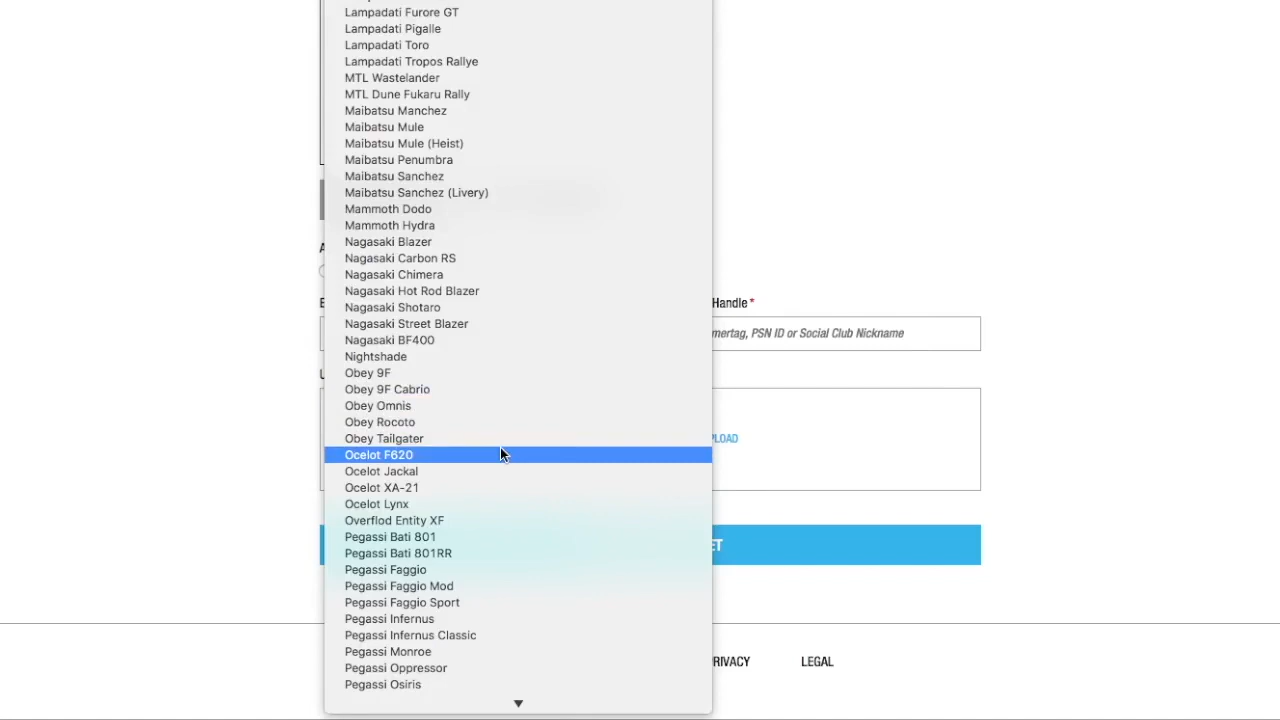 Lampadati Furore GT
Lampadati Pigalle
Lampadati Toro
Lampadati Tropos Rallye
MTL Wastelander
MTL Dune Fukaru Rally
Maibatsu Manchez
Maibatsu Mule
Maibatsu Mule (Heist)
Maibatsu Penumbra
Maibatsu Sanchez
Maibatsu Sanchez (Livery)
Mammoth Dodo
Mammoth Hydra
Nagasaki Blazer
Nagasaki Carbon RS
Nagasaki Chimera
Nagasaki Hot Rod Blazer
Nagasaki Shotaro
Nagasaki Street Blazer
Nagasaki BF400
Nightshade
Obey 9F
Obey 9F Cabrio
Obey Omnis
Obey Rocoto
Obey Tailgater
Ocelot F620
Ocelot Jackal
Ocelot XA-21
Ocelot Lynx
Overflod Entity XF
Pegassi Bati 801
Pegassi Bati 801RR
Pegassi Faggio
Pegassi Faggio Mod
Pegassi Faggio Sport
Pegassi Infernus
Pegassi Infernus Classic
Pegassi Monroe
Pegassi Oppressor
Pegassi Osiris
Handle*
mertag, PSN ID or Social Club Nickname
PLOAD
ET
RIVACY
LEGAL